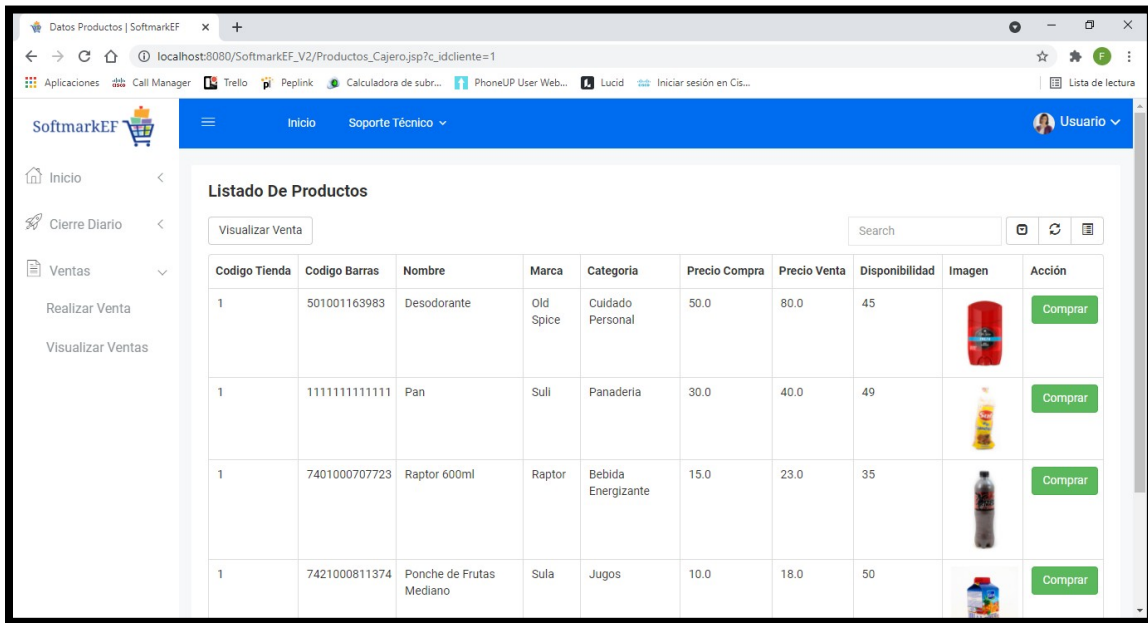 Datos Productos | SoftmarkEF
localhost:8080/SoftmarkEF_V2/Productos_Cajero.jsp?c_idcliente=1
F
Aplicaciones Call Manager Trello Peplink Calculadora de subr... PhoneUP User Web... Lucid Iniciar sesión en Cis... Lista de lectura
SoftmarkEF Inicio Soporte Técnico Usuario
Inicio
Cierre Diario
Ventas
Realizar Venta
Visualizar Ventas
Listado De Productos
Visualizar Venta Search
Codigo Tienda Codigo Barras Nombre Marca Categoria Precio Compra Precio Venta Disponibilidad Imagen Acción
1 501001163983 Desodorante Old Spice Cuidado Personal 50.0 80.0 45 Comprar
1 1111111111111 Pan Suli Panaderia 30.0 40.0 49 Comprar
1 7401000707723 Raptor 600ml Raptor Bebida Energizante 15.0 23.0 35 Comprar
1 7421000811374 Ponche de Frutas Mediano Sula Jugos 10.0 18.0 50 Comprar